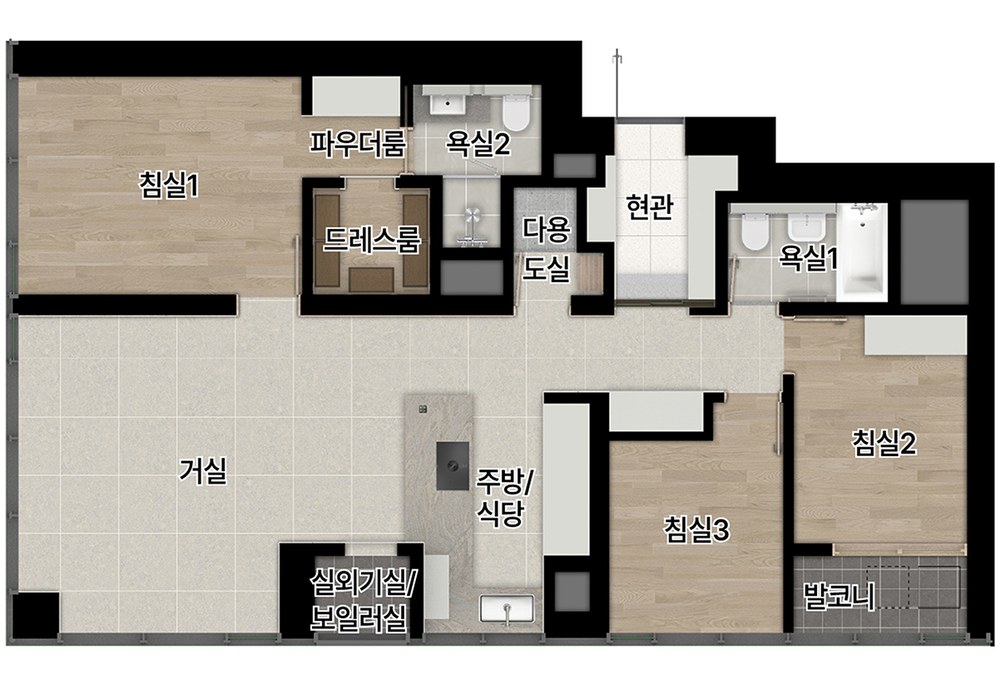 파우더룸
욕실2
침실1
현관
다용
도실
드레스룸
욕실1
거실
주방/
식당
침실2
침실3
실외기실/
보일러실
발코니